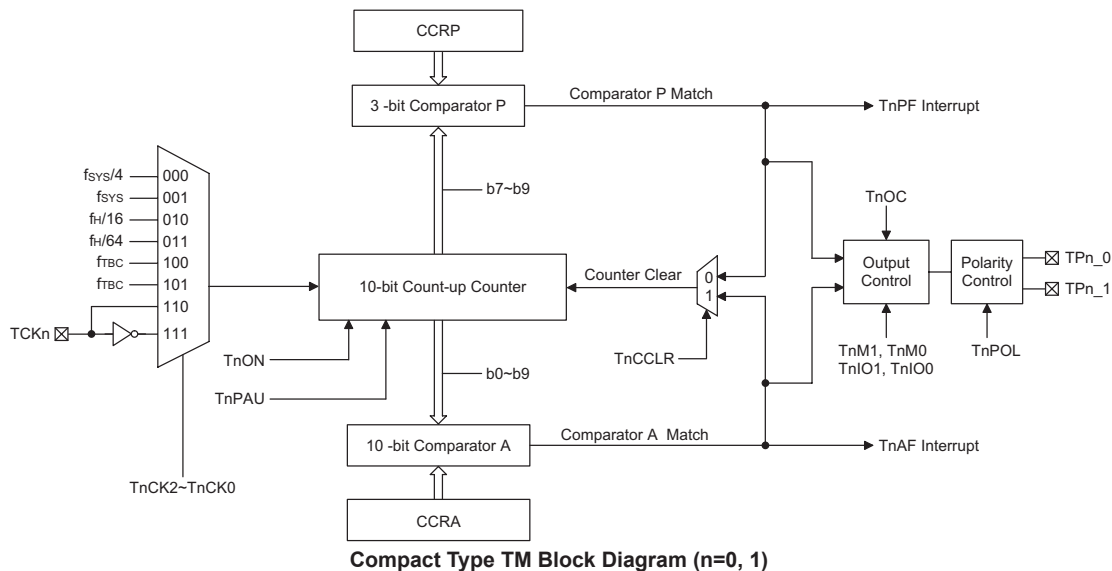 CCRP
3 -bit Comparator P
Comparator P Match
TnPF Interrupt
b7~b9
fSYS/4
000
fSYS
001
fH/16
010
fH/64
011
fTBC
100
fTBC
101
110
TCKn
111
TnCK2~TnCK0
10-bit Count-up Counter
TnON
TnPAU
Counter Clear
0
1
TnCCLR
TnOC
Output
Control
TnM1, TnM0
TnIO1, TnIO0
Polarity
Control
TnPOL
TPn_0
TPn_1
b0~b9
10 -bit Comparator A
Comparator A Match
TnAF Interrupt
CCRA
Compact Type TM Block Diagram (n=0, 1)